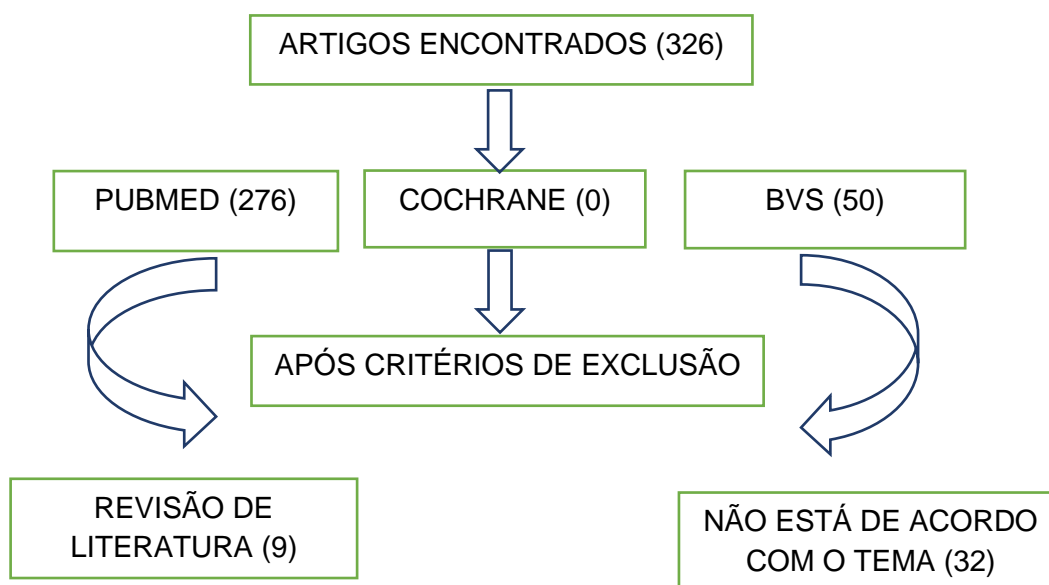 ARTIGOS ENCONTRADOS (326)
PUBMED (276)
COCHRANE (0)
BVS (50)
APÓS CRITÉRIOS DE EXCLUSÃO
REVISÃO DE
LITERATURA (9)
NÃO ESTÁ DE ACORDO
COM O TEMA (32)